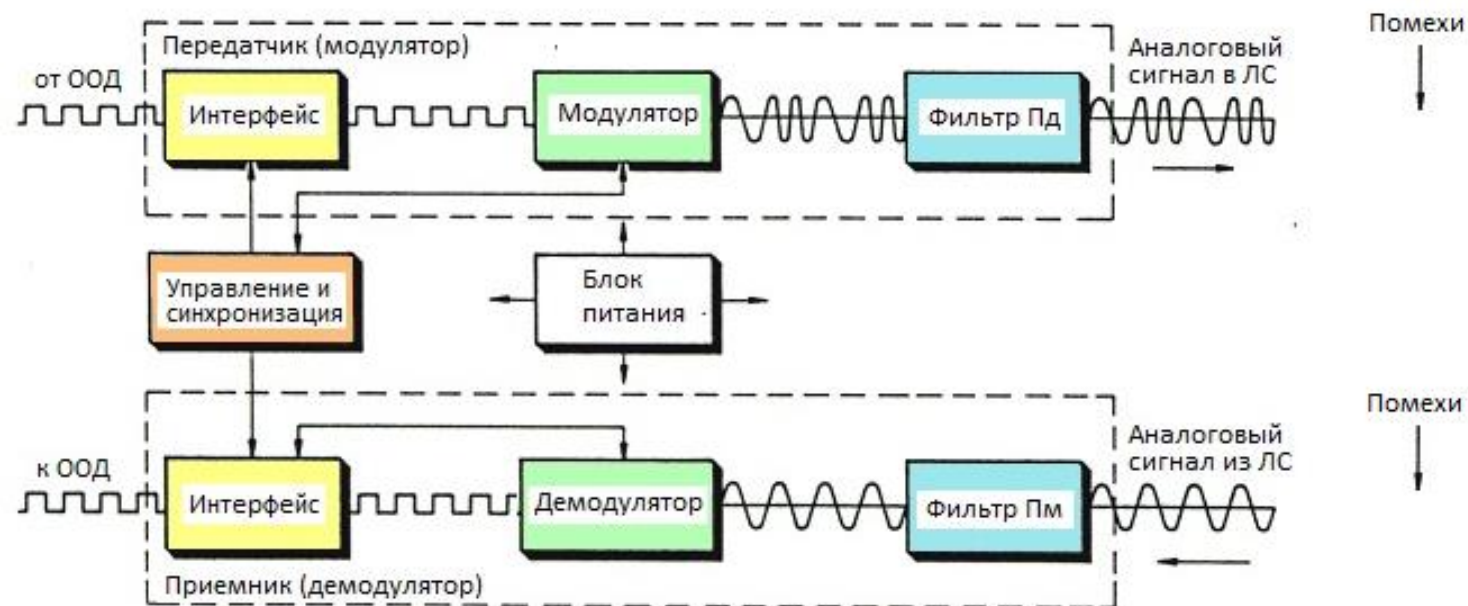 Передатчик (модулятор)
Помехи
Аналоговый
сигнал в ЛС
от ООД
Интерфейс
Модулятор
Фильтр Пд
Управление и
синхронизация
Блок
питания
Помехи
Аналоговый
сигнал из ЛС
к ООД
Интерфейс
Демодулятор
Фильтр Пм
Приемник (демодулятор)